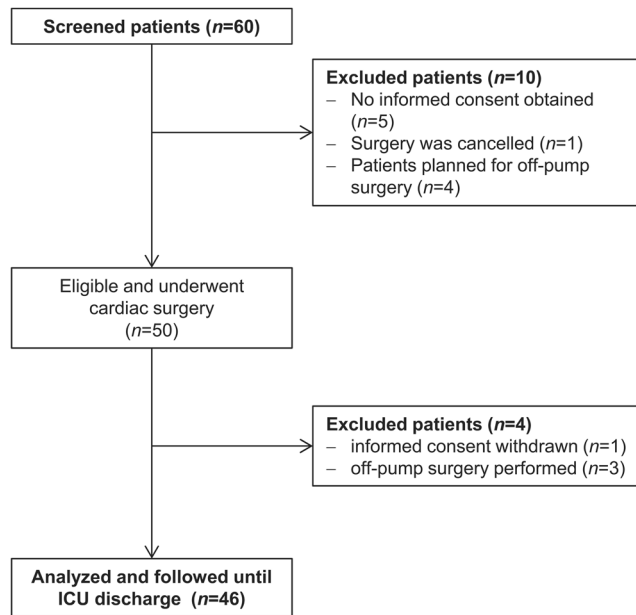 Screened patients (n=60)
Excluded patients (n=10)
– No informed consent obtained
(n=5)
– Surgery was cancelled (n=1)
– Patients planned for off-pump
surgery (n=4)
Eligible and underwent
cardiac surgery
(n=50)
Excluded patients (n=4)
– informed consent withdrawn (n=1)
– off-pump surgery performed (n=3)
Analyzed and followed until
ICU discharge (n=46)